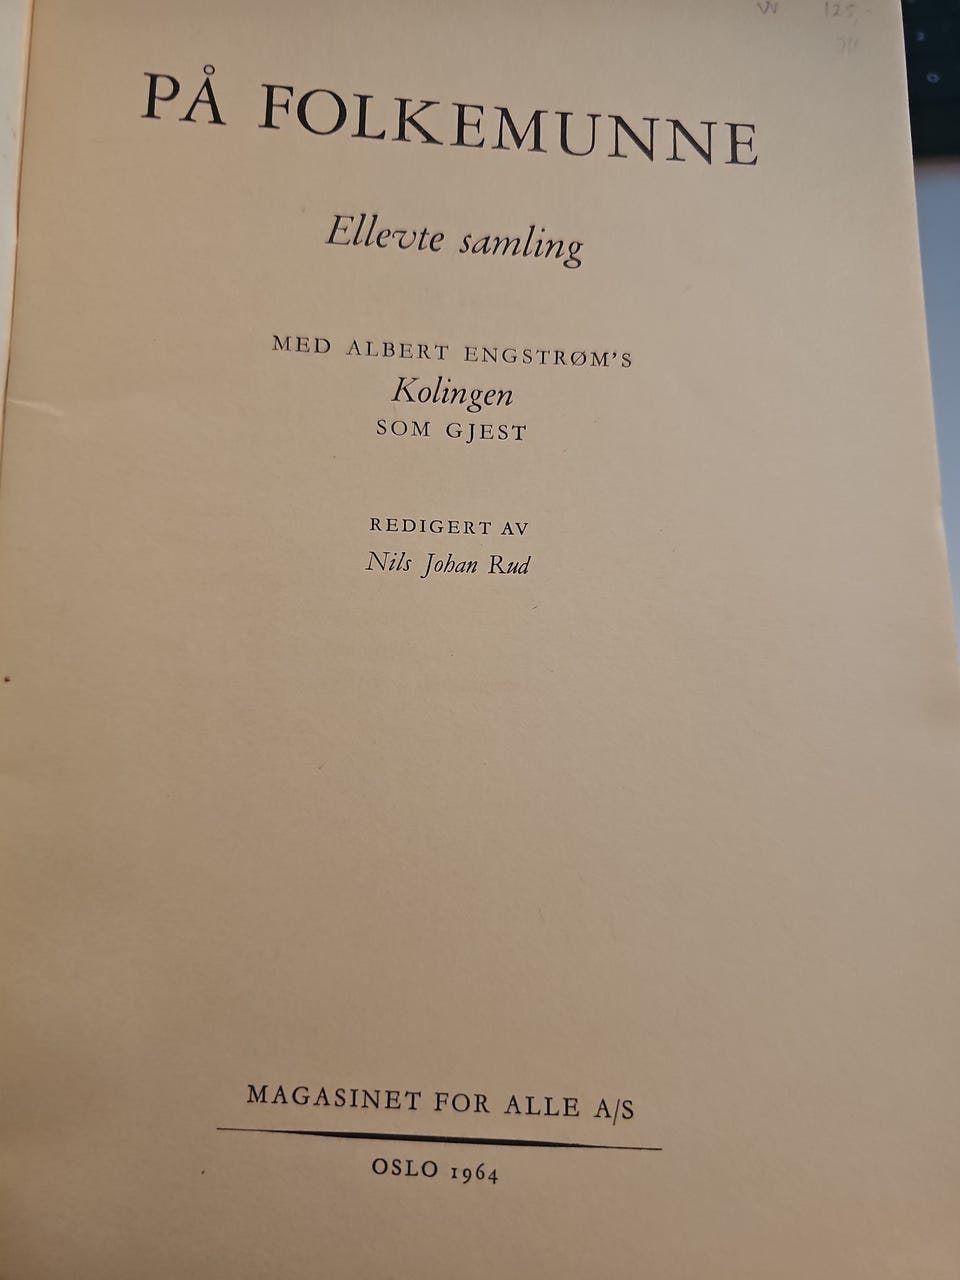 125,-
PÅ FOLKEMUNNE
Ellevte samling
MED ALBERT ENGSTRØM'S
Kolingen
SOM GJEST
REDIGERT AV
Nils Johan Rud
MAGASINET FOR ALLE A/S
OSLO 1964